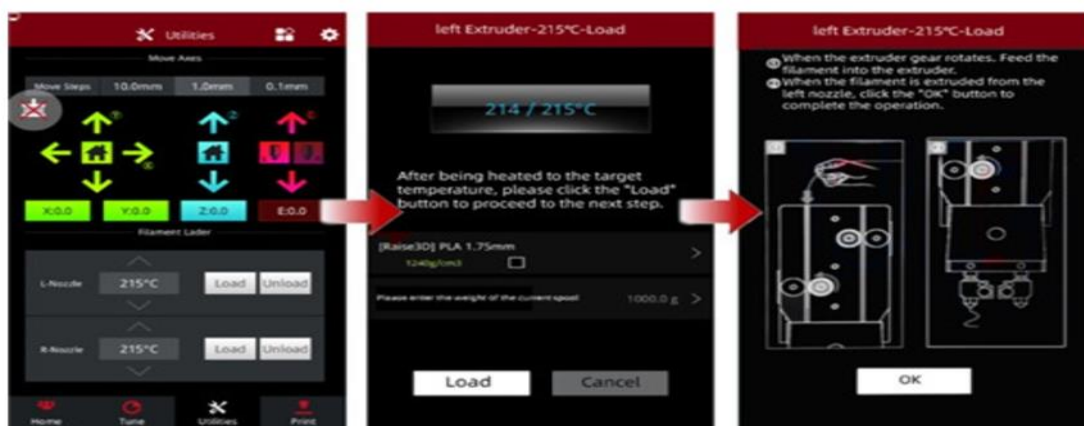 Utilities
Move Axes
Move Steps 10.0mm 1.0mm 0.1mm
Y Z E
X
X:0.0 Y:0.0 Z:0.0 E:0.0
Filament Lader
L-Nozzle 215°C Load Unload
R-Nozzle 215°C Load Unload
Home Tune Utilities Print
left Extruder-215°C-Load
214 / 215°C
After being heated to the target
temperature, please click the "Load"
button to proceed to the next step.
[Raise3D] PLA 1.75mm
1240g/cm3
Please enter the weight of the current spool 1000.0 g
Load Cancel
left Extruder-215°C-Load
When the extruder gear rotates. Feed the
filament into the extruder.
When the filament is extruded from the
left nozzle, click the "OK" button to
complete the operation.
OK